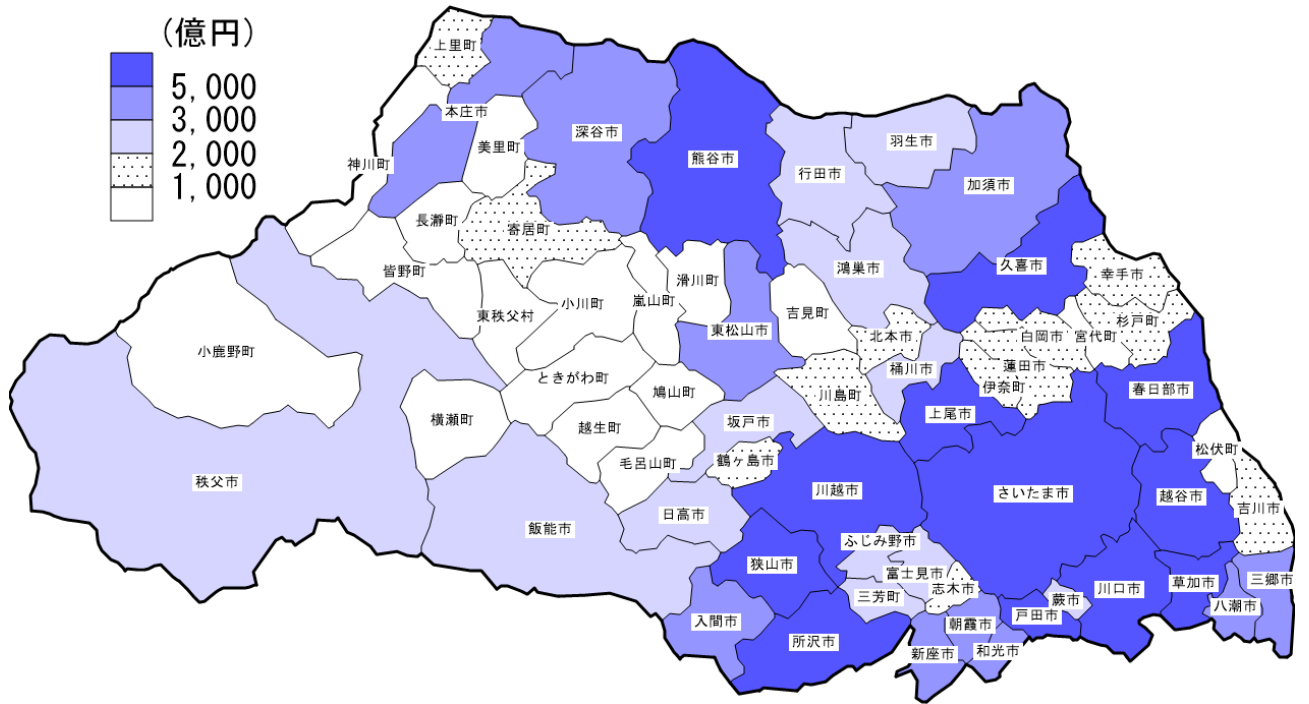 (億円)
5,000
3,000
2,000
1,000
上里町
本庄市
美里町
深谷市
熊谷市
行田市
羽生市
加須市
神川町
長瀞町
寄居町
皆野町
東秩父村
小川町
嵐山町
滑川町
東松山市
吉見町
鴻巣市
久喜市
幸手市
杉戸町
北本市
白岡市
宮代町
蓮田市
伊奈町
桶川市
小鹿野町
ときがわ町
鳩山町
川島町
上尾市
春日部市
横瀬町
越生町
坂戸市
毛呂山町
鶴ヶ島市
松伏町
秩父市
川越市
さいたま市
越谷市
吉川市
飯能市
日高市
ふじみ野市
狭山市
富士見市
志木市
三芳町
蕨市
戸田市
川口市
草加市
三郷市
八潮市
入間市
所沢市
朝霞市
新座市
和光市